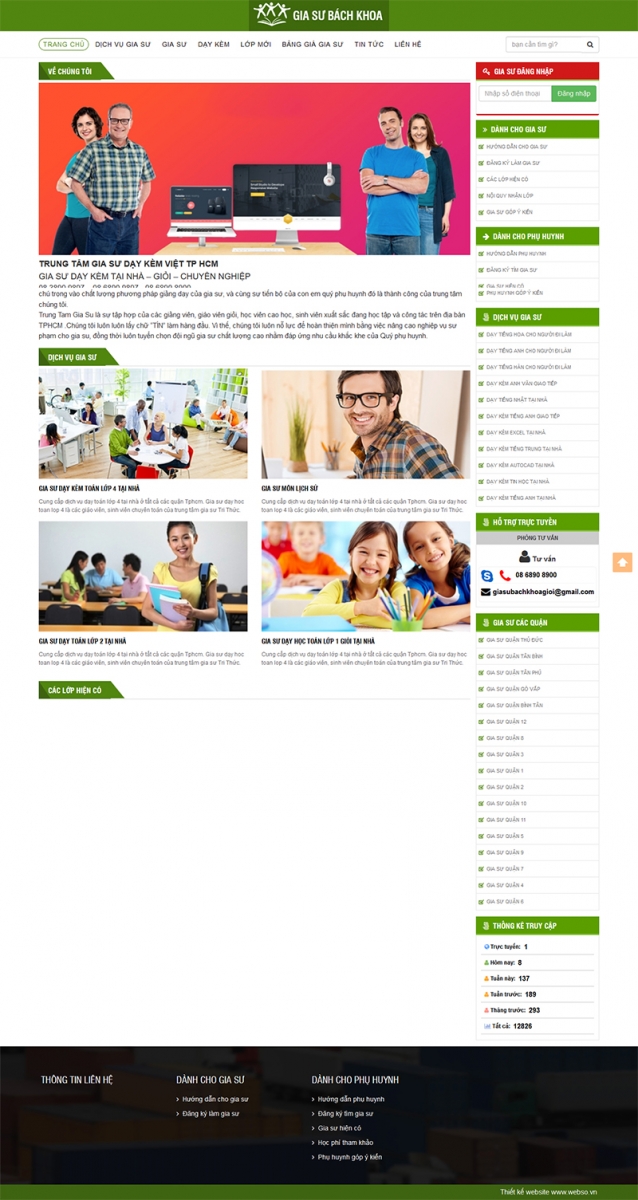 GIA SƯ BÁCH KHOA
TRANG CHỦ DỊCH VỤ GIA SƯ GIA SƯ DẠY KÈM LỚP MỚI BẢNG GIÁ GIA SƯ TIN TỨC LIÊN HỆ
bạn cần tìm gì?
VỀ CHÚNG TÔI
TRUNG TÂM GIA SƯ DẠY KÈM VIỆT TP HCM
GIA SƯ DẠY KÈM TẠI NHÀ – GIỎI – CHUYÊN NGHIỆP
chú trọng vào chất lượng phương pháp giảng dạy của gia sư, và cùng sự tiến bộ của con em quý phụ huynh đó là thành công của trung tâm
chúng tôi.
Trung Tam Gia Su là sự tập hợp của các giảng viên, giáo viên giỏi, học viên cao học, sinh viên xuất sắc đang học tập và công tác trên địa bàn
TPHCM .Chúng tôi luôn luôn lấy chữ "TÍN" làm hàng đầu. Vì thế, chúng tôi luôn nỗ lực để hoàn thiện mình bằng việc nâng cao nghiệp vụ sư
phạm cho gia su, đồng thời luôn tuyển chọn đội ngũ gia sư chất lượng cao nhằm đáp ứng nhu cầu khắc khe của Quý phụ huynh.
DỊCH VỤ GIA SƯ
GIA SƯ DẠY KÈM TOÁN LỚP 4 TẠI NHÀ
Cung cấp dịch vụ dạy toán lớp 4 tại nhà ở tất cả các quận Tphcm. Gia sư dạy học
toan lop 4 là các giáo viên, sinh viên chuyên toán của trung tâm gia sư Tri Thức.
GIA SƯ MÔN LỊCH SỬ
Cung cấp dịch vụ dạy toán lớp 4 tại nhà ở tất cả các quận Tphcm. Gia sư dạy học
toan lop 4 là các giáo viên, sinh viên chuyên toán của trung tâm gia sư Tri Thức.
GIA SƯ DẠY TOÁN LỚP 2 TẠI NHÀ
Cung cấp dịch vụ dạy toán lớp 4 tại nhà ở tất cả các quận Tphcm. Gia sư dạy học
toan lop 4 là các giáo viên, sinh viên chuyên toán của trung tâm gia sư Tri Thức.
GIA SƯ DẠY HỌC TOÁN LỚP 1 GIỎI TẠI NHÀ
Cung cấp dịch vụ dạy toán lớp 4 tại nhà ở tất cả các quận Tphcm. Gia sư dạy học
toan lop 4 là các giáo viên, sinh viên chuyên toán của trung tâm gia sư Tri Thức.
CÁC LỚP HIỆN CÓ
GIA SƯ ĐĂNG NHẬP
Nhập số điện thoại Đăng nhập
DÀNH CHO GIA SƯ
HƯỚNG DẪN CHO GIA SƯ
ĐĂNG KÝ LÀM GIA SƯ
CÁC LỚP HIỆN CÓ
NỘI QUY NHẬN LỚP
GIA SƯ GÓP Ý KIẾN
DÀNH CHO PHỤ HUYNH
HƯỚNG DẪN PHỤ HUYNH
ĐĂNG KÝ TÌM GIA SƯ
GIA SƯ HIỆN CÓ
PHỤ HUYNH GÓP Ý KIẾN
DỊCH VỤ GIA SƯ
DẠY TIẾNG HOA CHO NGƯỜI ĐI LÀM
DẠY TIẾNG ANH CHO NGƯỜI ĐI LÀM
DẠY TIẾNG HÀN CHO NGƯỜI ĐI LÀM
DẠY KÈM ANH VĂN GIAO TIẾP
DẠY TIẾNG NHẬT TẠI NHÀ
DẠY KÈM TIẾNG ANH GIAO TIẾP
DẠY KÈM EXCEL TẠI NHÀ
DẠY KÈM TIẾNG TRUNG TẠI NHÀ
DẠY KÈM AUTOCAD TẠI NHÀ
DẠY KÈM TIN HỌC TẠI NHÀ
DẠY KÈM TIẾNG ANH TẠI NHÀ
HỖ TRỢ TRỰC TUYẾN
PHÒNG TƯ VẤN
Tư vấn
08 6890 8900
giasubachkhoagioi@gmail.com
GIA SƯ CÁC QUẬN
GIA SƯ QUẬN THỦ ĐỨC
GIA SƯ QUẬN TÂN BÌNH
GIA SƯ QUẬN TÂN PHÚ
GIA SƯ QUẬN GÒ VẤP
GIA SƯ QUẬN BÌNH TÂN
GIA SƯ QUẬN 12
GIA SƯ QUẬN 8
GIA SƯ QUẬN 3
GIA SƯ QUẬN 1
GIA SƯ QUẬN 2
GIA SƯ QUẬN 10
GIA SƯ QUẬN 11
GIA SƯ QUẬN 5
GIA SƯ QUẬN 9
GIA SƯ QUẬN 7
GIA SƯ QUẬN 4
GIA SƯ QUẬN 6
THỐNG KÊ TRUY CẬP
Trực tuyến: 1
Hôm nay: 8
Tuần này: 137
Tuần trước: 189
Tháng trước: 293
Tất cả: 12826
THÔNG TIN LIÊN HỆ
DÀNH CHO GIA SƯ
Hướng dẫn cho gia sư
Đăng ký làm gia sư
DÀNH CHO PHỤ HUYNH
Hướng dẫn phụ huynh
Đăng ký tìm gia sư
Gia sư hiện có
Học phí tham khảo
Phụ huynh góp ý kiến
Thiết kế website www.webso.vn